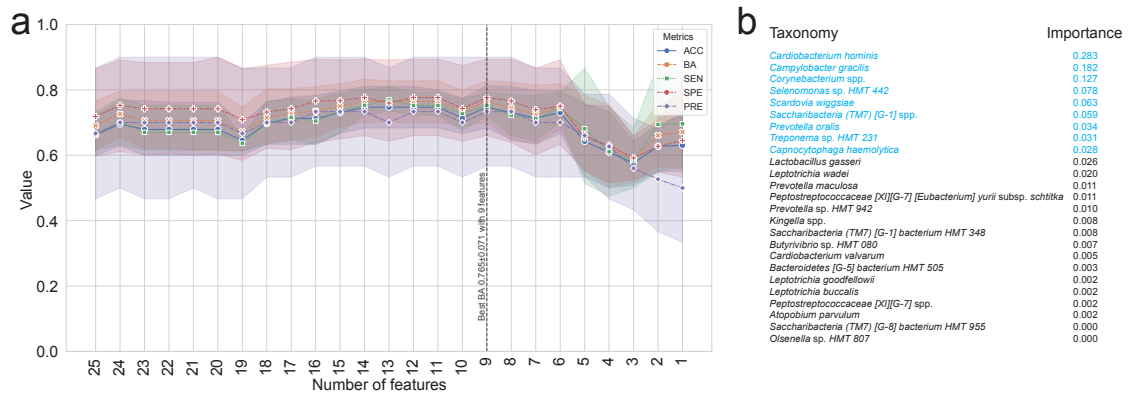 a
1.0
0.8
0.6
0.4
0.2
0.0
Value
Metrics
ACC
BA
SEN
SPE
PRE
Best BA 0.765±0.071 with 9 features
25 24 23 22 21 20 19 18 17 16 15 14 13 12 11 10 9 8 7 6 5 4 3 2 1
Number of features
b
Taxonomy Importance
Cardiobacterium hominis 0.283
Campylobacter gracilis 0.182
Corynebacterium spp. 0.127
Selenomonas sp. HMT 442 0.078
Scardovia wiggsiae 0.063
Saccharibacteria (TM7) [G-1] spp. 0.059
Prevotella oralis 0.034
Treponema sp. HMT 231 0.031
Capnocytophaga haemolytica 0.028
Lactobacillus gasseri 0.026
Leptotrichia wadei 0.020
Prevotella maculosa 0.011
Peptostreptococcaceae [XI][G-7] [Eubacterium] yurii subsp. schtitka 0.011
Prevotella sp. HMT 942 0.010
Kingella spp. 0.008
Saccharibacteria (TM7) [G-1] bacterium HMT 348 0.008
Butyrivibrio sp. HMT 080 0.007
Cardiobacterium valvarum 0.005
Bacteroidetes [G-5] bacterium HMT 505 0.003
Leptotrichia goodfellowii 0.002
Leptotrichia buccalis 0.002
Peptostreptococcaceae [XI][G-7] spp. 0.002
Atopobium parvulum 0.002
Saccharibacteria (TM7) [G-8] bacterium HMT 955 0.000
Olsenella sp. HMT 807 0.000